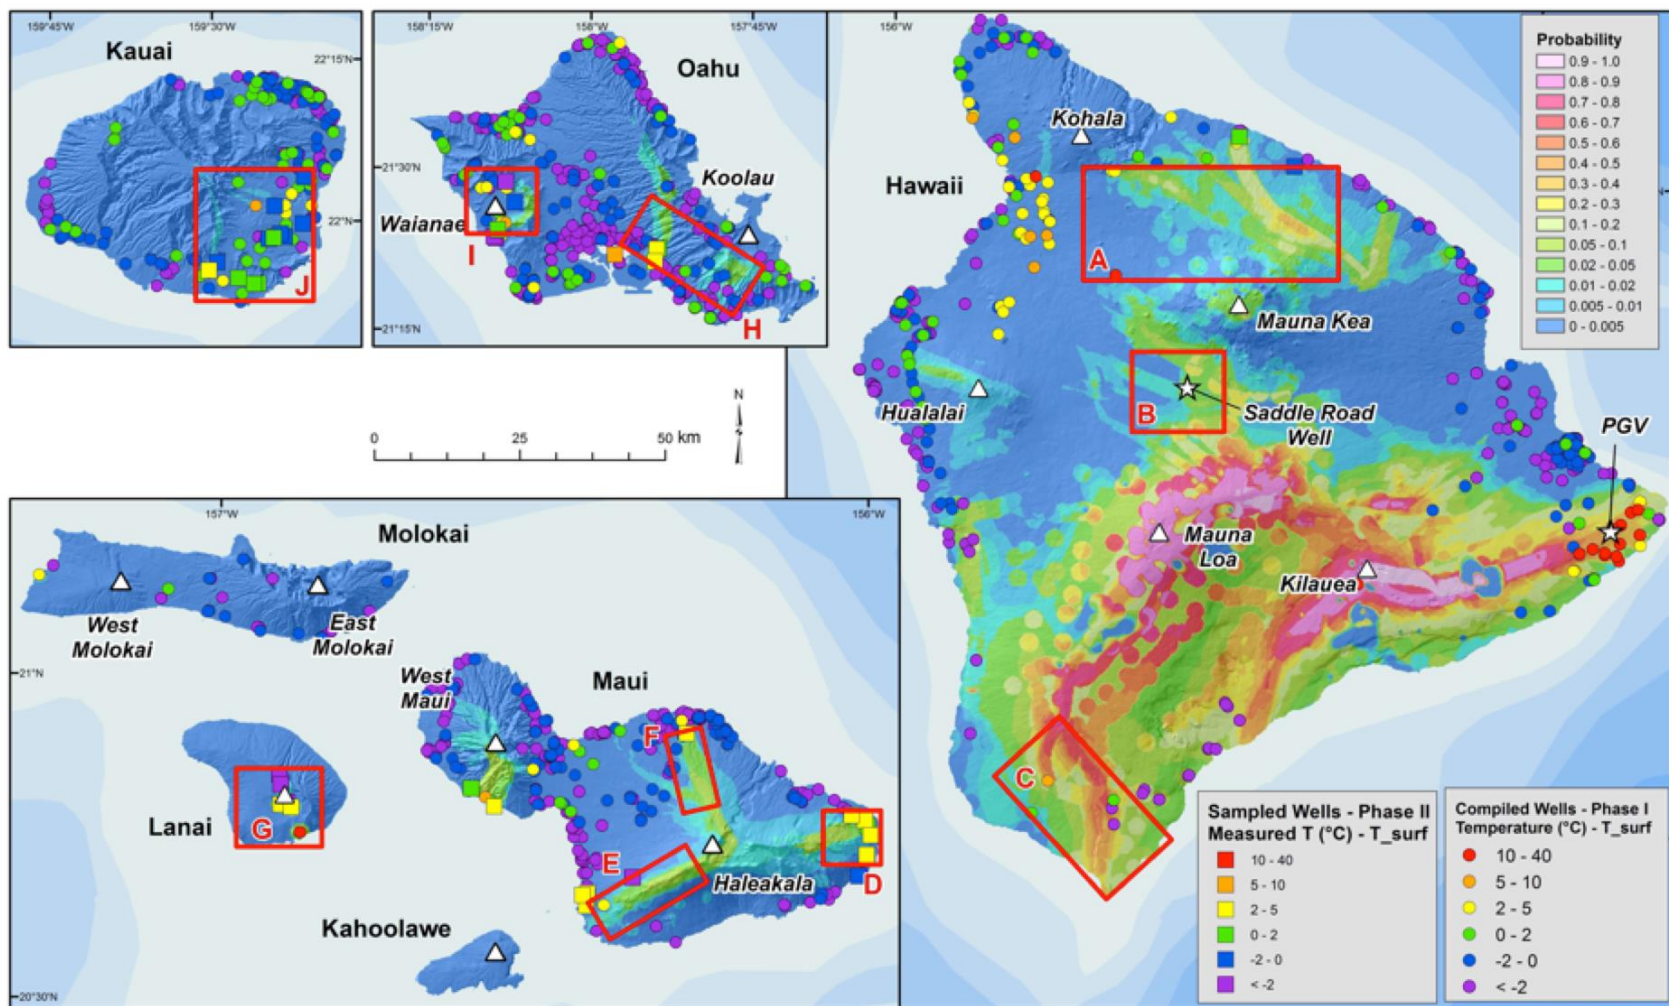 159°45'W
159°30'W
Kauai
22°15'N
22°0'N
J
158°15'W
158°0'W
157°45'W
Oahu
21°30'N
Koolau
Waianae
I
H
21°15'N
156°0'W
Kohala
Hawaii
A
Mauna Kea
Hualalai
B
Saddle Road
Well
PGV
Mauna
Loa
Kilauea
C
Probability
0.9 - 1.0
0.8 - 0.9
0.7 - 0.8
0.6 - 0.7
0.5 - 0.6
0.4 - 0.5
0.3 - 0.4
0.2 - 0.3
0.1 - 0.2
0.05 - 0.1
0.02 - 0.05
0.01 - 0.02
0.005 - 0.01
0 - 0.005
N
0 25 50 km
157°W
156°W
Molokai
West
Molokai
East
Molokai
21°N
West
Maui
Maui
F
Lanai
G
E
Haleakala
D
Kahoolawe
20°30'N
Sampled Wells - Phase II
Measured T (°C) - T_surf
10 - 40
5 - 10
2 - 5
0 - 2
-2 - 0
< -2
Compiled Wells - Phase I
Temperature (°C) - T_surf
10 - 40
5 - 10
2 - 5
0 - 2
-2 - 0
< -2